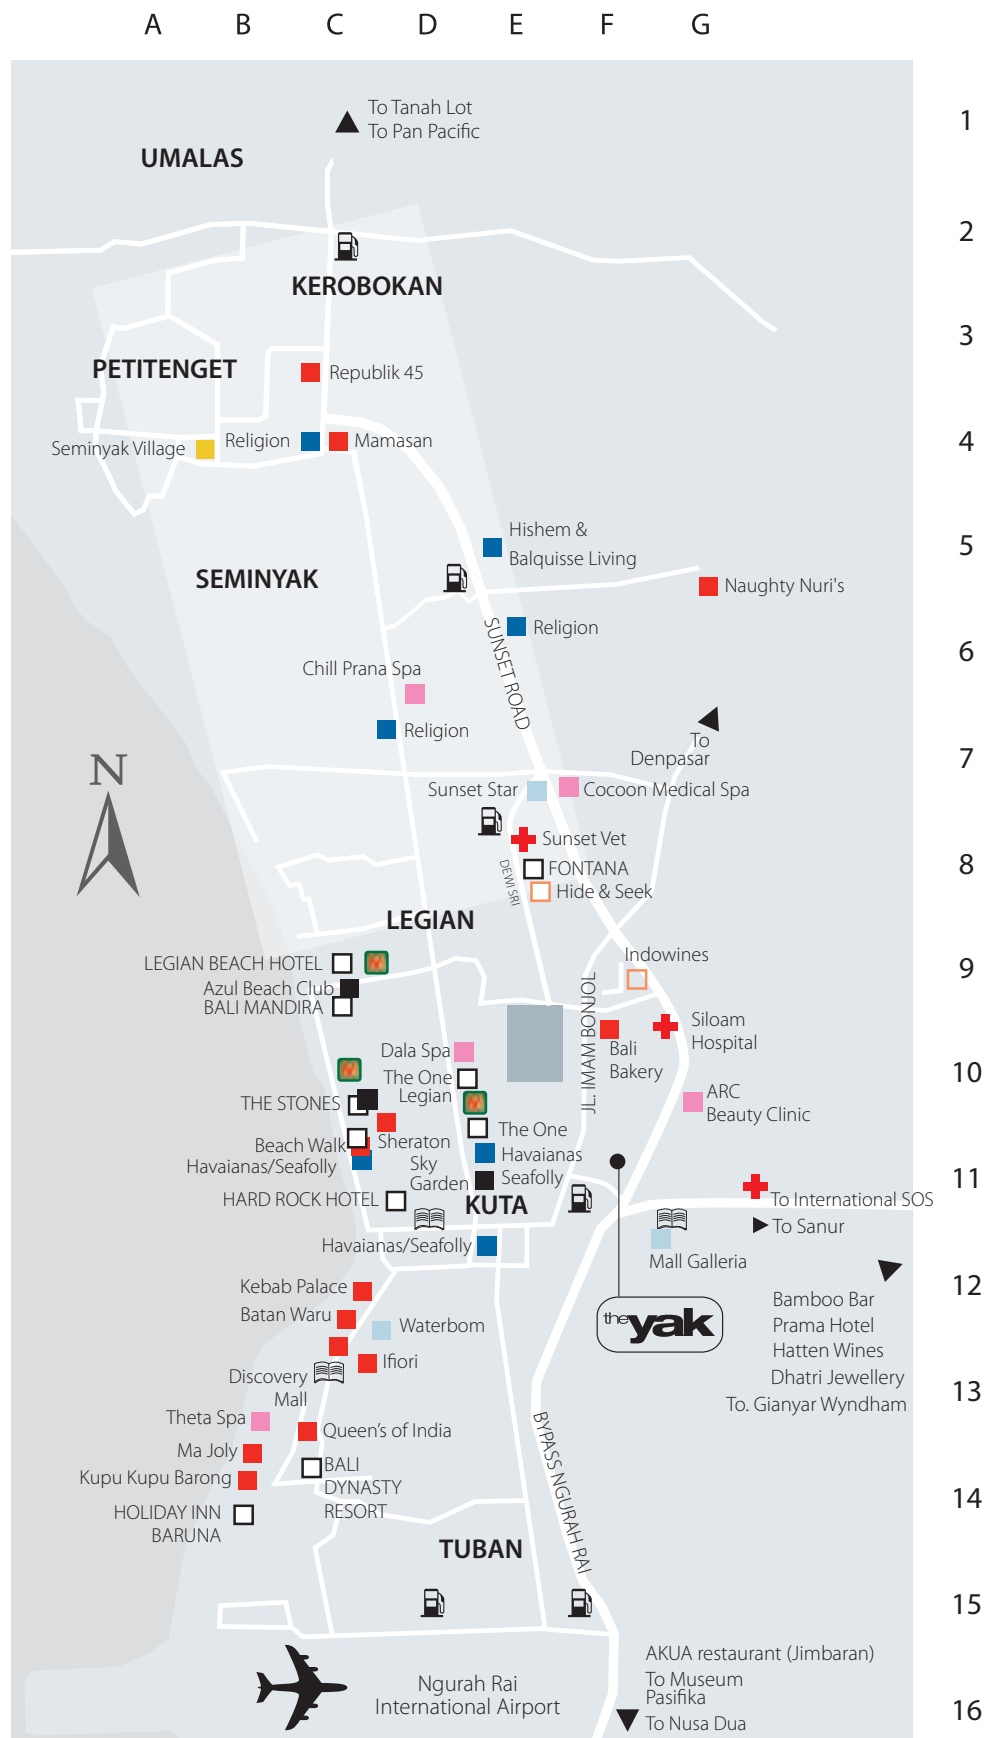 A B C D E F G
To Tanah Lot
To Pan Pacific
1
UMALAS
2
KEROBOKAN
3
PETITENGET
Republik 45
Seminyak Village
Religion
Mamasan
4
Hishem &
Balquisse Living
5
SEMINYAK
Naughty Nuri's
Religion
SUNSET ROAD
6
Chill Prana Spa
Religion
To
Denpasar
7
N
Sunset Star
Cocoon Medical Spa
Sunset Vet
8
FONTANA
DEWI SRI
Hide & Seek
LEGIAN
Indowines
LEGIAN BEACH HOTEL
9
Azul Beach Club
BALI MANDIRA
JL. IMAM BONJOL
Siloam
Hospital
Dala Spa
Bali
Bakery
10
The One
Legian
ARC
Beauty Clinic
THE STONES
The One
Beach Walk
Sheraton
Havaianas
Havaianas/Seafolly
Sky
Garden
Seafolly
11
HARD ROCK HOTEL
KUTA
To International SOS
To Sanur
Havaianas/Seafolly
Mall Galleria
12
Kebab Palace
Batan Waru
Waterbom
the yak
Bamboo Bar
Prama Hotel
Hatten Wines
Dhatri Jewellery
To. Gianyar Wyndham
Ifiori
Discovery
Mall
13
Theta Spa
Queen's of India
BYPASS NGURAH RAI
Ma Joly
BALI
DYNASTY
RESORT
Kupu Kupu Barong
14
HOLIDAY INN
BARUNA
TUBAN
15
AKUA restaurant (Jimbaran)
To Museum
Pasifika
To Nusa Dua
Ngurah Rai
International Airport
16